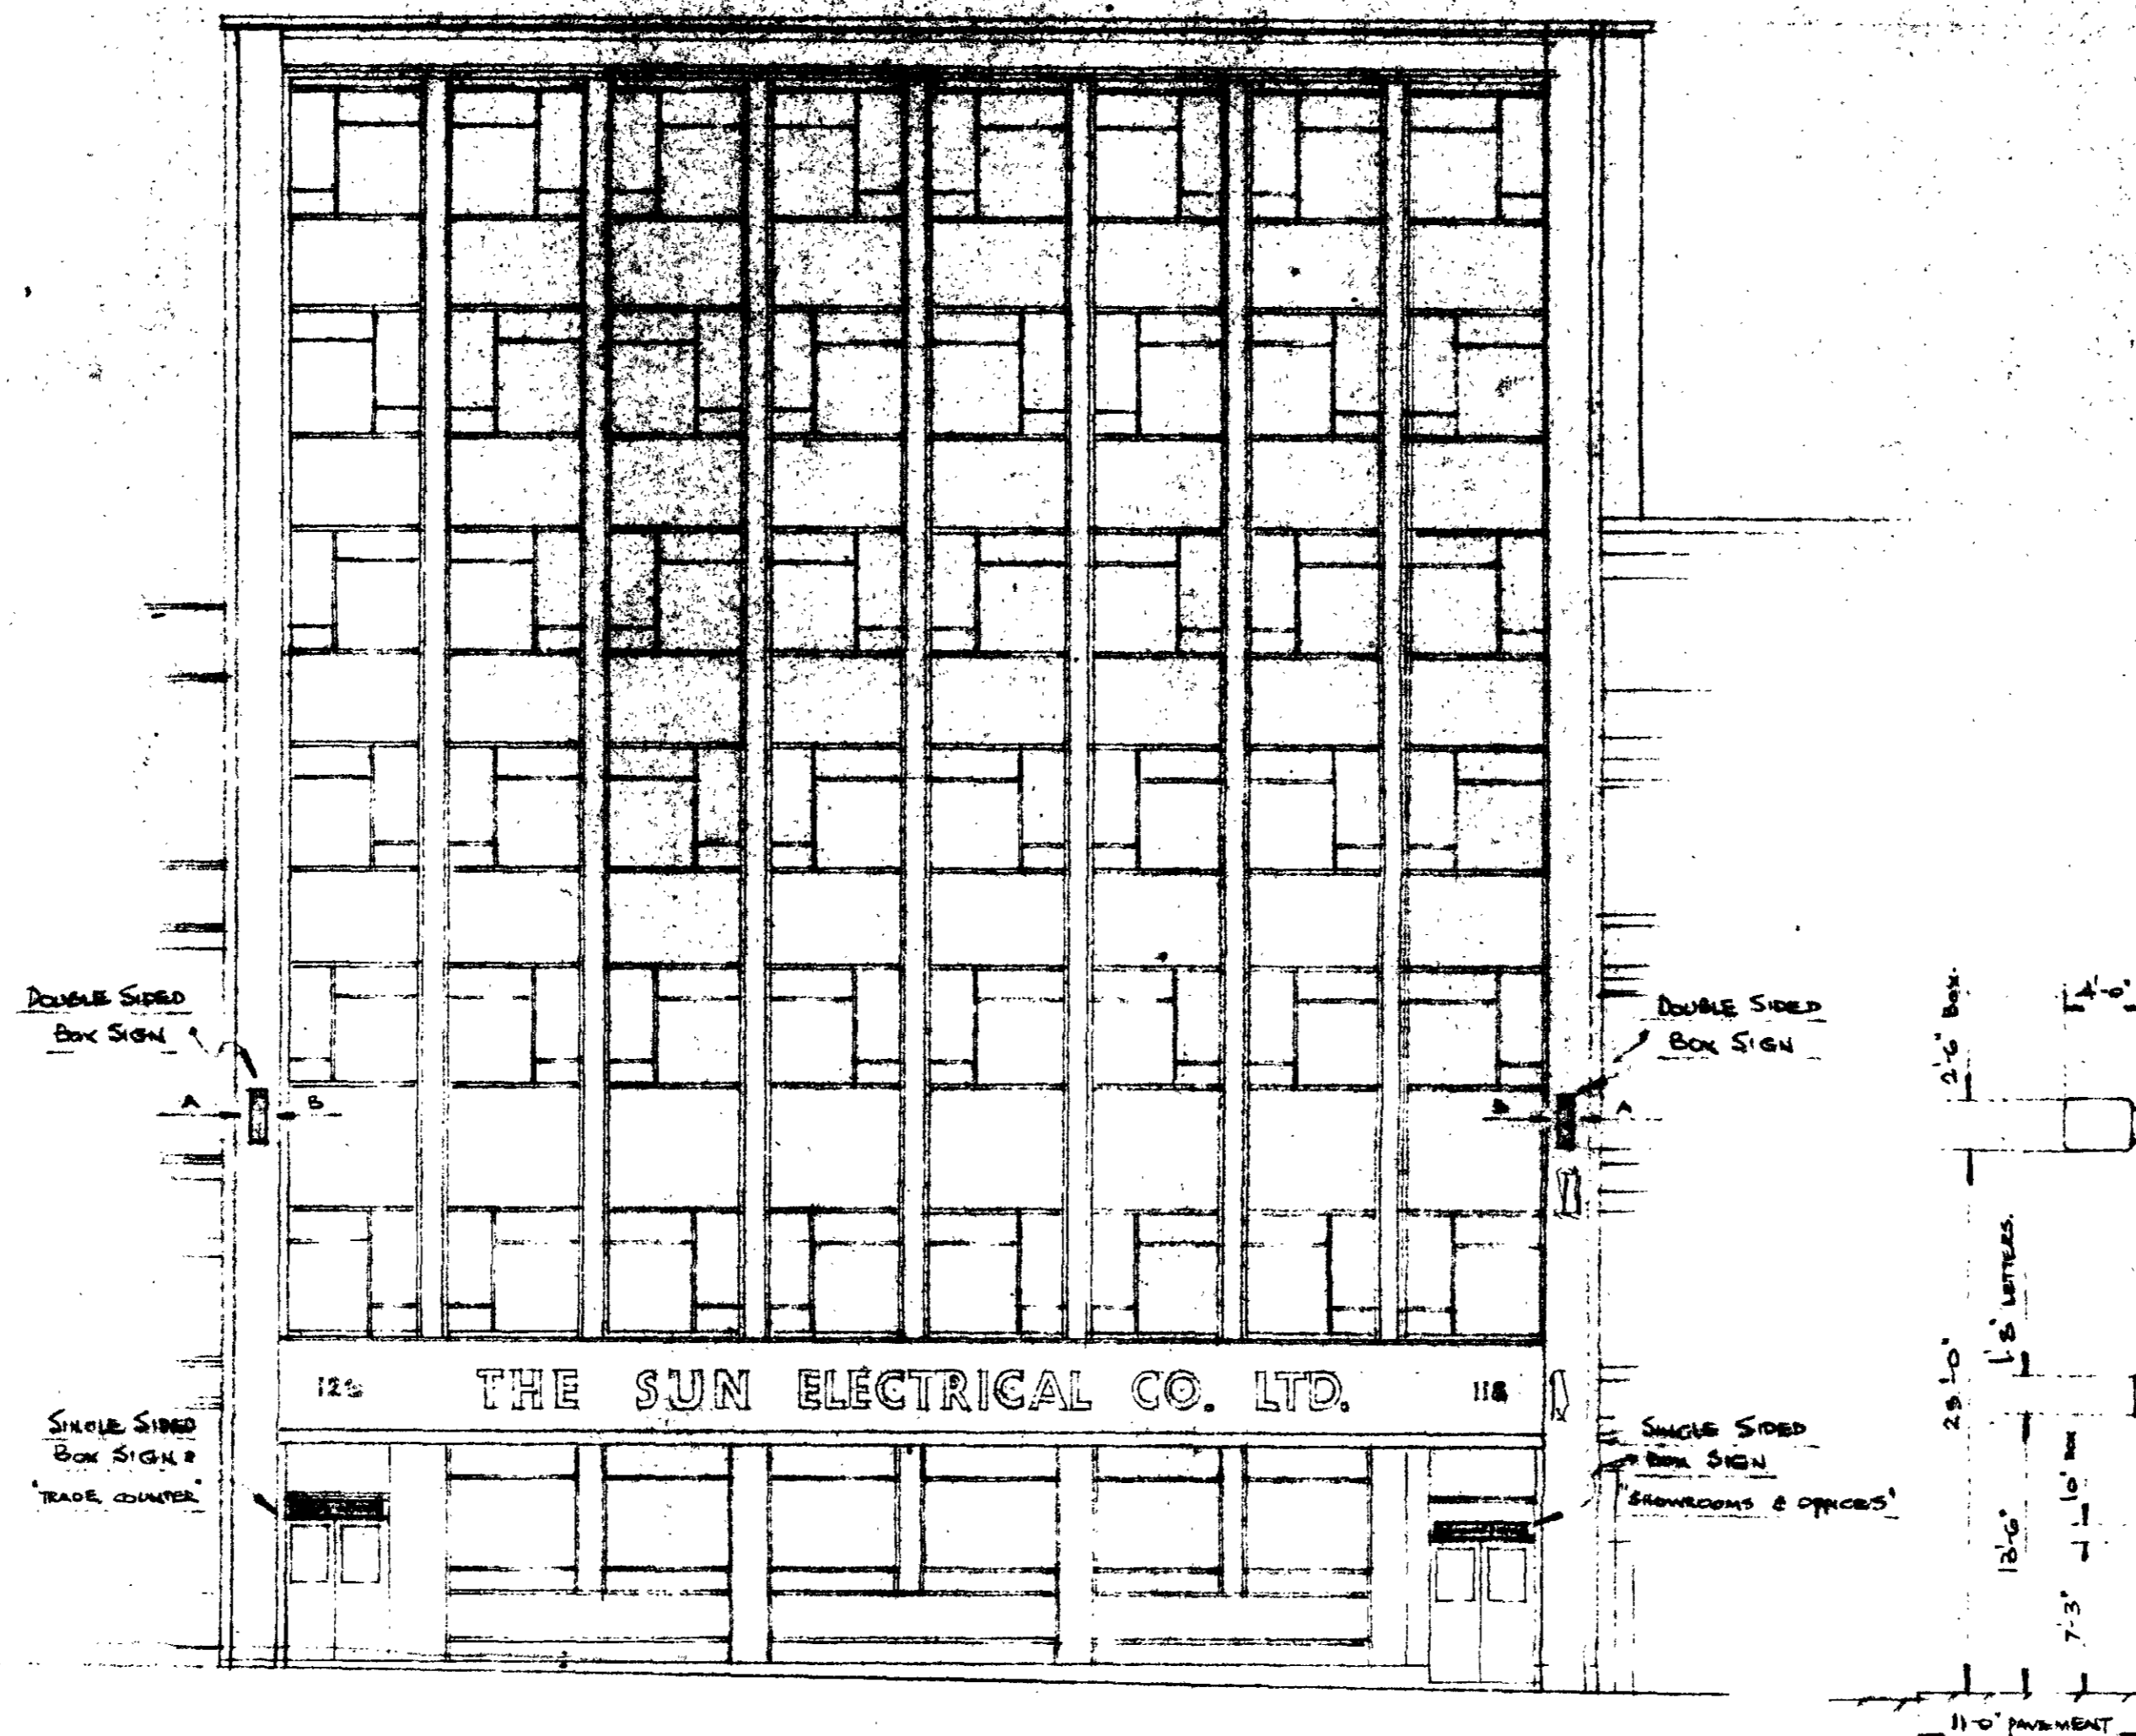 DOUBLE SIDED
BOX SIGN
A
B
DOUBLE SIDED
BOX SIGN
B
A
2'-6" BOX.
4'-0"
1'-8" LETTERS.
THE SUN ELECTRICAL CO. LTD.
118
SINGLE SIDED
BOX SIGN
"TRADE COUNTER"
SINGLE SIDED
BOX SIGN
"SHOWROOMS & OFFICES"
13'-6"
10" BOX
7'-3"
11'-0" PAVEMENT